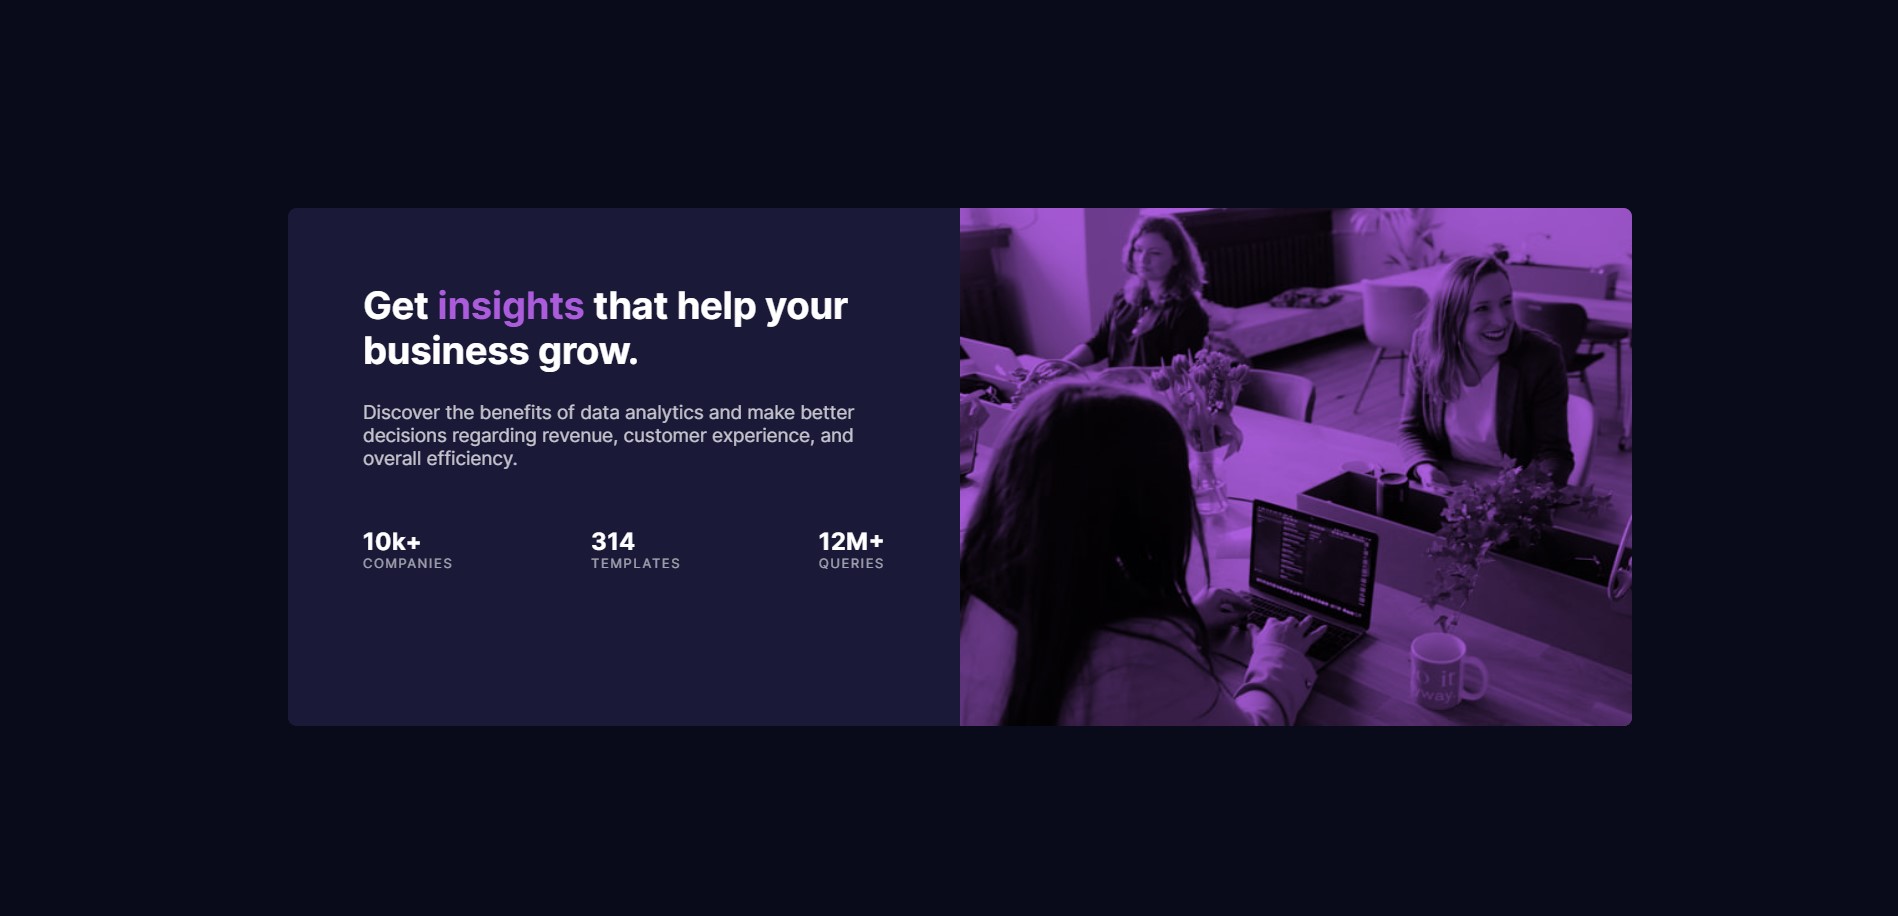 Get insights that help your
business grow.
Discover the benefits of data analytics and make better
decisions regarding revenue, customer experience, and
overall efficiency.
10k+ 314 12M+
COMPANIES TEMPLATES QUERIES